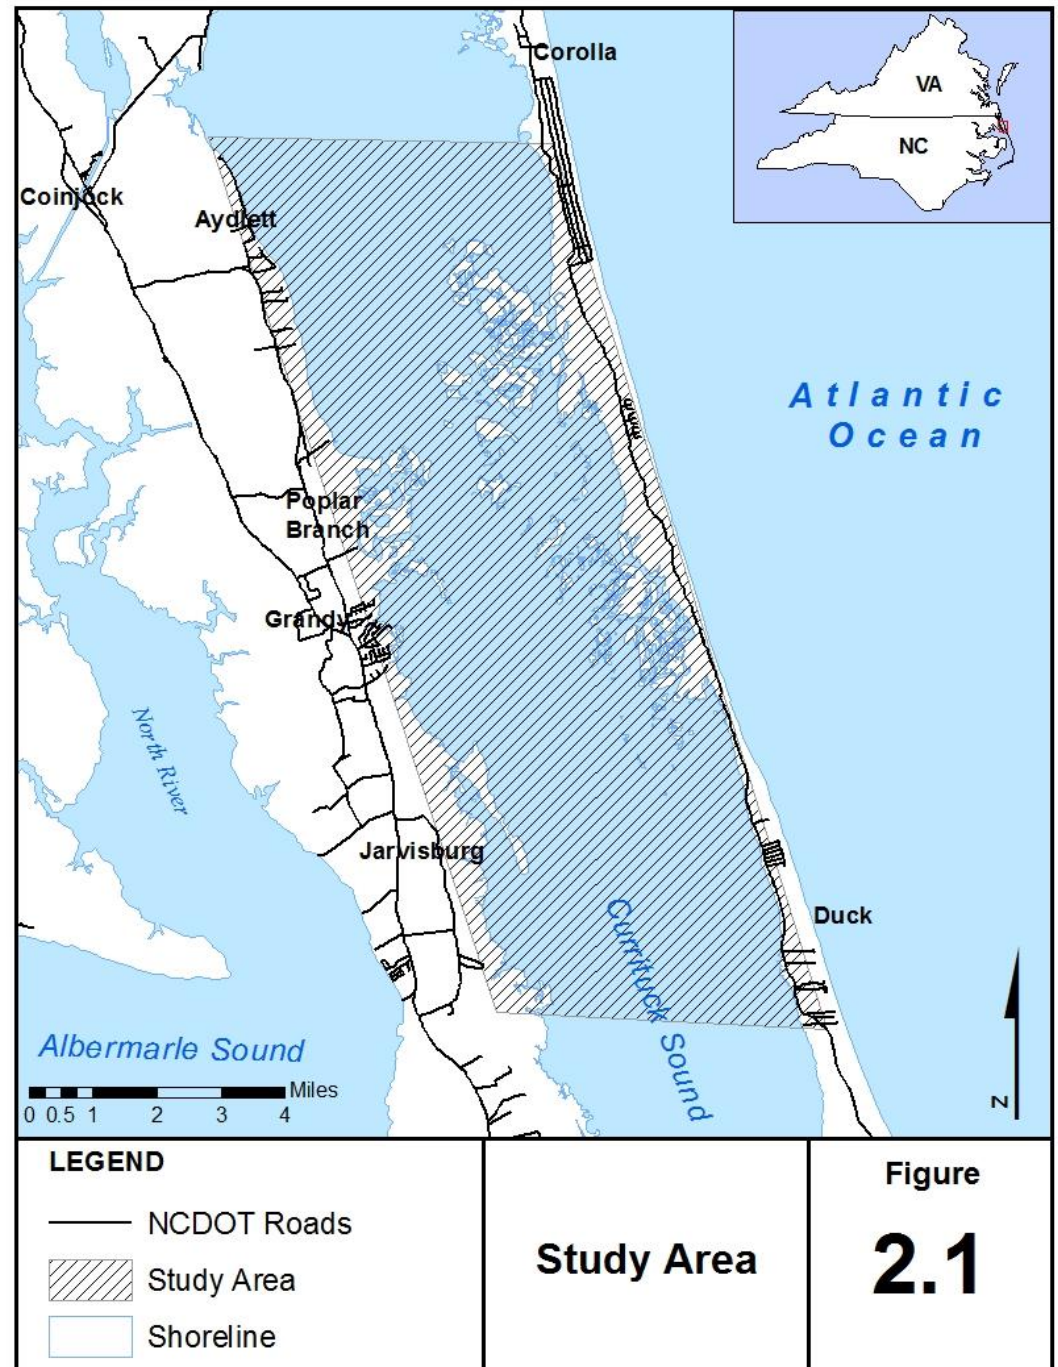 Corolla
VA
NC
Coinjock
Aydlett
Atlantic
Ocean
Poplar
Branch
Grandy
North River
Jarvisburg
Duck
Currituck Sound
Albermarle Sound
Miles
0 0.5 1 2 3 4
N
LEGEND
NCDOT Roads
Study Area
Shoreline
Study Area
Figure
2.1